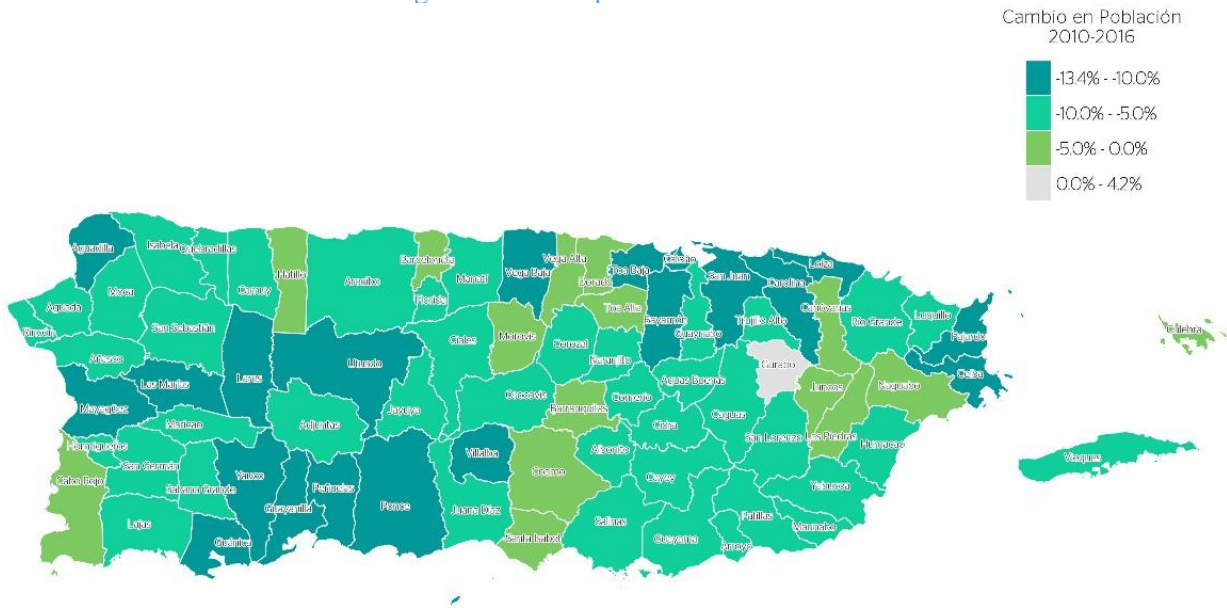 Cambio en Población
2010-2016
-13.4% - -10.0%
-10.0% - -5.0%
-5.0% - 0.0%
0.0% - 4.2%
Aguadilla
Isabela
Quebradillas
Camuy
Hatillo
Arecibo
Barceloneta
Manatí
Vega Baja
Vega Alta
Dorado
Toa Baja
Cataño
San Juan
Loíza
Carolina
Moca
Florida
Toa Alta
Bayamón
Guaynabo
Trujillo Alto
Canóvanas
Río Grande
Luquillo
Fajardo
Culebra
Aguada
Rincón
San Sebastián
Ciales
Morovis
Corozal
Naranjito
Añasco
Lares
Utuado
Gurabo
Ceiba
Las Marías
Aguas Buenas
Juncos
Naguabo
Mayagüez
Orocovis
Comerío
Barranquitas
Jayuya
Caguas
Maricao
Adjuntas
Cidra
San Lorenzo
Las Piedras
Humacao
Hormigueros
San Germán
Villalba
Aibonito
Vieques
Cabo Rojo
Yauco
Peñuelas
Coamo
Cayey
Yabucoa
Sabana Grande
Guayanilla
Ponce
Juana Díaz
Lajas
Salinas
Patillas
Maunabo
Guánica
Santa Isabel
Guayama
Arroyo